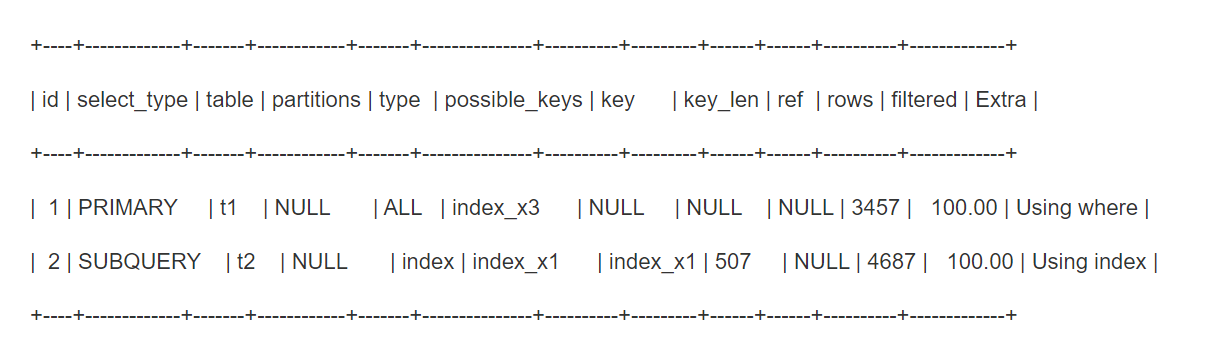 +----+-------------+-------+------------+-------+---------------+----------+---------+------+------+----------+-------------+
| id | select_type | table | partitions | type  | possible_keys | key      | key_len | ref  | rows | filtered | Extra |
+----+-------------+-------+------------+-------+---------------+----------+---------+------+------+----------+-------------+
|  1 | PRIMARY     | t1    | NULL       | ALL   | index_x3      | NULL     | NULL    | NULL | 3457 |   100.00 | Using where |
|  2 | SUBQUERY    | t2    | NULL       | index | index_x1      | index_x1 | 507     | NULL | 4687 |   100.00 | Using index |
+----+-------------+-------+------------+-------+---------------+----------+---------+------+------+----------+-------------+